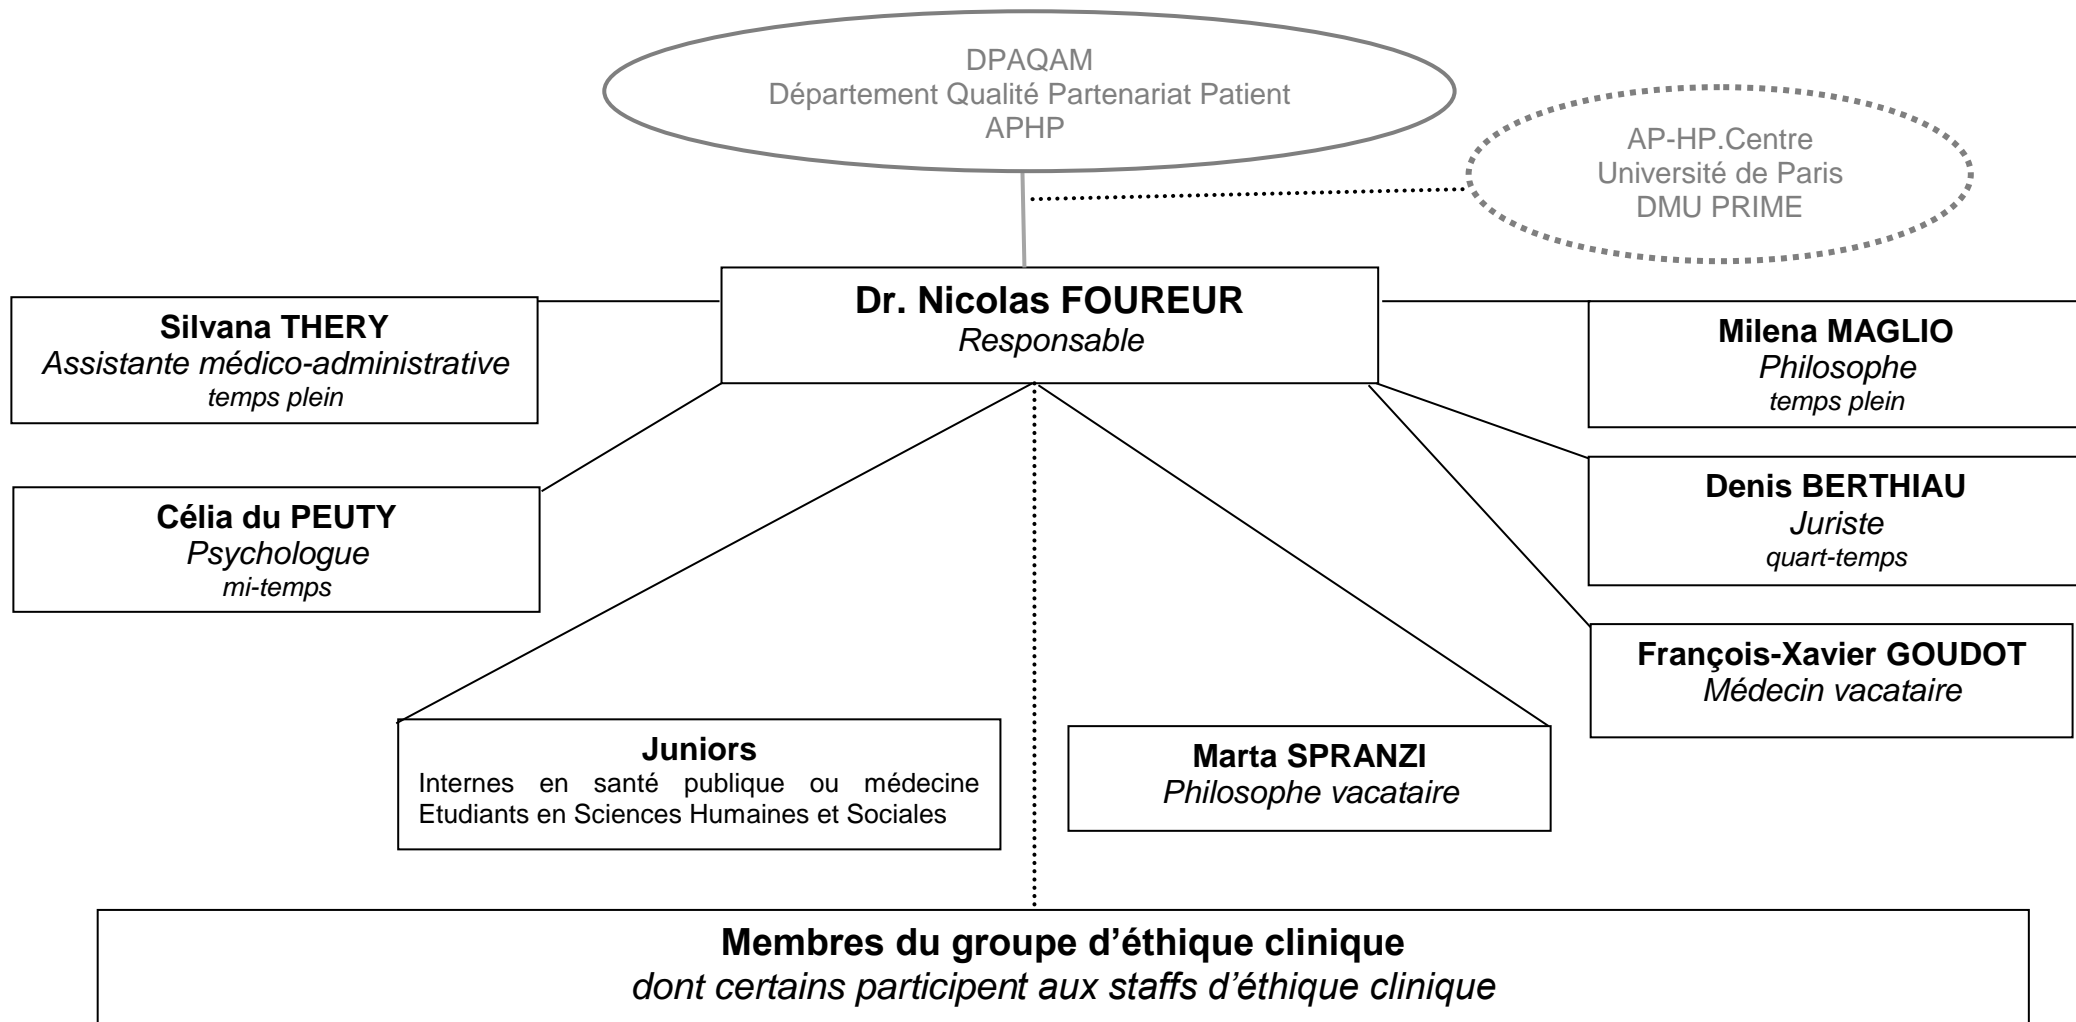 DPAQAM
Département Qualité Partenariat Patient
APHP
AP-HP.Centre
Université de Paris
DMU PRIME
Dr. Nicolas FOUREUR
Responsable
Silvana THERY
Assistante médico-administrative
temps plein
Milena MAGLIO
Philosophe
temps plein
Célia du PEUTY
Psychologue
mi-temps
Denis BERTHIAU
Juriste
quart-temps
François-Xavier GOUDOT
Médecin vacataire
Juniors
Internes en santé publique ou médecine
Etudiants en Sciences Humaines et Sociales
Marta SPRANZI
Philosophe vacataire
Membres du groupe d’éthique clinique
dont certains participent aux staffs d’éthique clinique